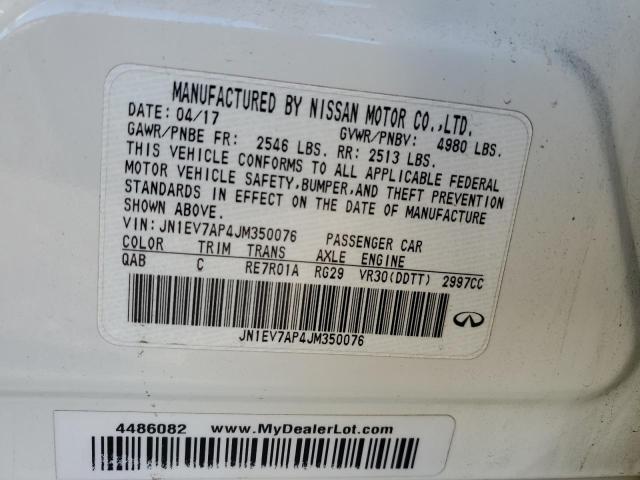 MANUFACTURED BY NISSAN MOTOR CO.,LTD.
DATE: 04/17 GVWR/PNBV: 4980 LBS.
GAWR/PNBE FR: 2546 LBS. RR: 2513 LBS.
THIS VEHICLE CONFORMS TO ALL APPLICABLE FEDERAL
MOTOR VEHICLE SAFETY,BUMPER,AND THEFT PREVENTION
STANDARDS IN EFFECT ON THE DATE OF MANUFACTURE
SHOWN ABOVE.
VIN:JN1EV7AP4JM350076 PASSENGER CAR
COLOR TRIM TRANS AXLE ENGINE
QAB C RE7R01A RG29 VR30(DDTT) 2997CC
JN1EV7AP4JM350076
INFINITI
4486082 www.MyDealerLot.com